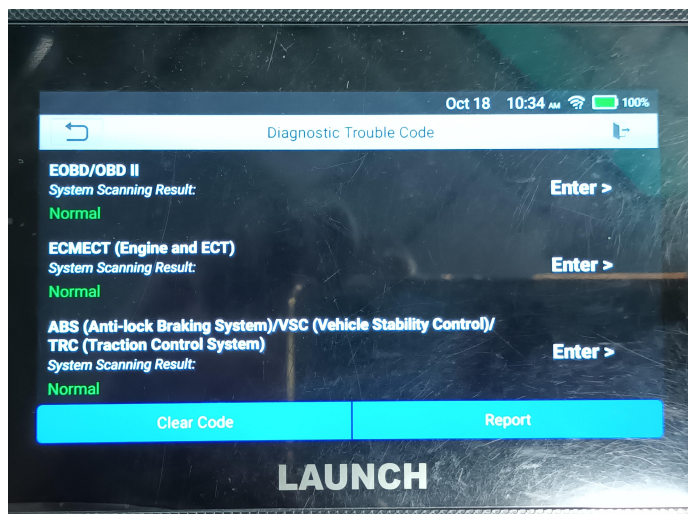 Oct 18 10:34 AM 100%
Diagnostic Trouble Code
EOBD/OBD II
System Scanning Result:
Enter >
Normal
ECMECT (Engine and ECT)
System Scanning Result:
Enter >
Normal
ABS (Anti-lock Braking System)/VSC (Vehicle Stability Control)/
TRC (Traction Control System)
Enter >
System Scanning Result:
Normal
Clear Code Report
LAUNCH